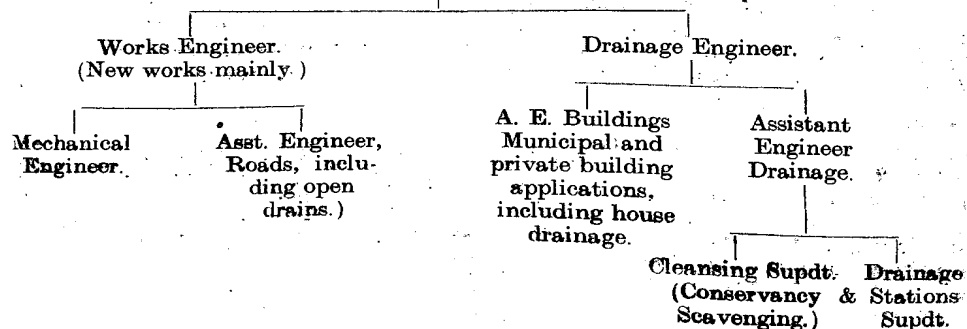 Works Engineer.
(New works mainly.)
Drainage Engineer.
Mechanical
Engineer.
Asst. Engineer,
Roads, inclu-
ding open
drains.)
A. E. Buildings
Municipal and
private building
applications,
including house
drainage.
Assistant
Engineer
Drainage.
Cleansing Supdt.
(Conservancy &
Scavenging.)
Drainage
Stations
Supdt.